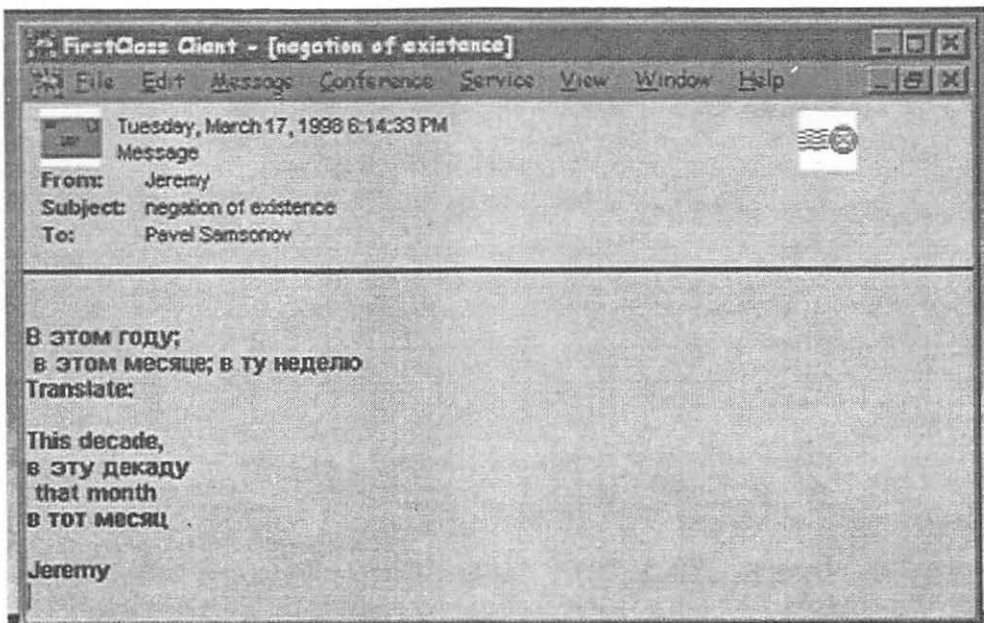 FirstClass Client - [negation of existence]
File Edit Message Conference Service View Window Help
Tuesday, March 17, 1998 6:14:33 PM
Message
From: Jeremy
Subject: negation of existence
To: Pavel Samsonov
В этом году;
в этом месяце; в ту неделю
Translate:
This decade,
в эту декаду
that month
в тот месяц
Jeremy